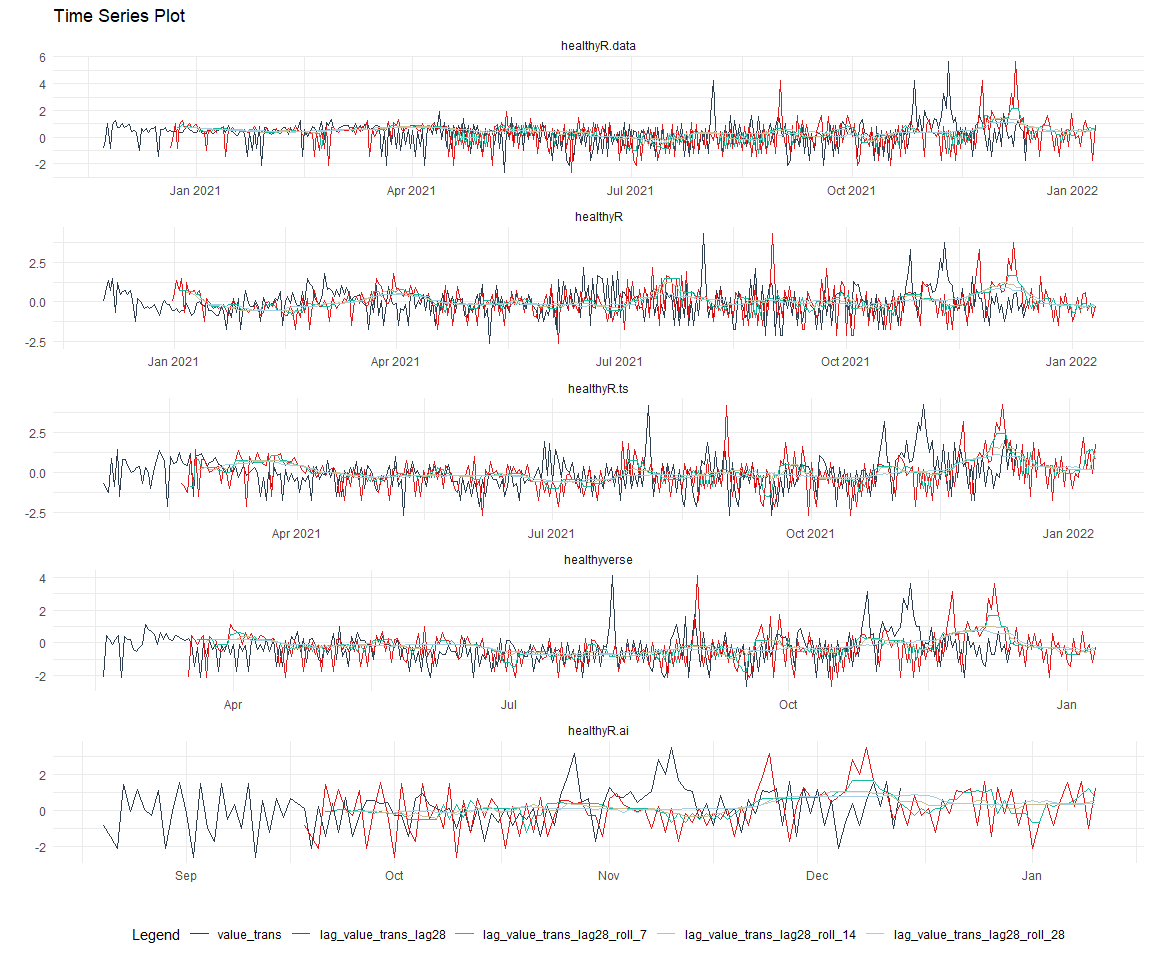 Time Series Plot
healthyR.data
6
4
2
0
-2
Jan 2021 Apr 2021 Jul 2021 Oct 2021 Jan 2022
healthyR
2.5
0.0
-2.5
Jan 2021 Apr 2021 Jul 2021 Oct 2021 Jan 2022
healthyR.ts
2.5
0.0
-2.5
Apr 2021 Jul 2021 Oct 2021 Jan 2022
healthyverse
4
2
0
-2
Apr Jul Oct Jan
healthyR.ai
2
0
-2
Sep Oct Nov Dec Jan
Legend value_trans lag_value_trans_lag28 lag_value_trans_lag28_roll_7 lag_value_trans_lag28_roll_14 lag_value_trans_lag28_roll_28